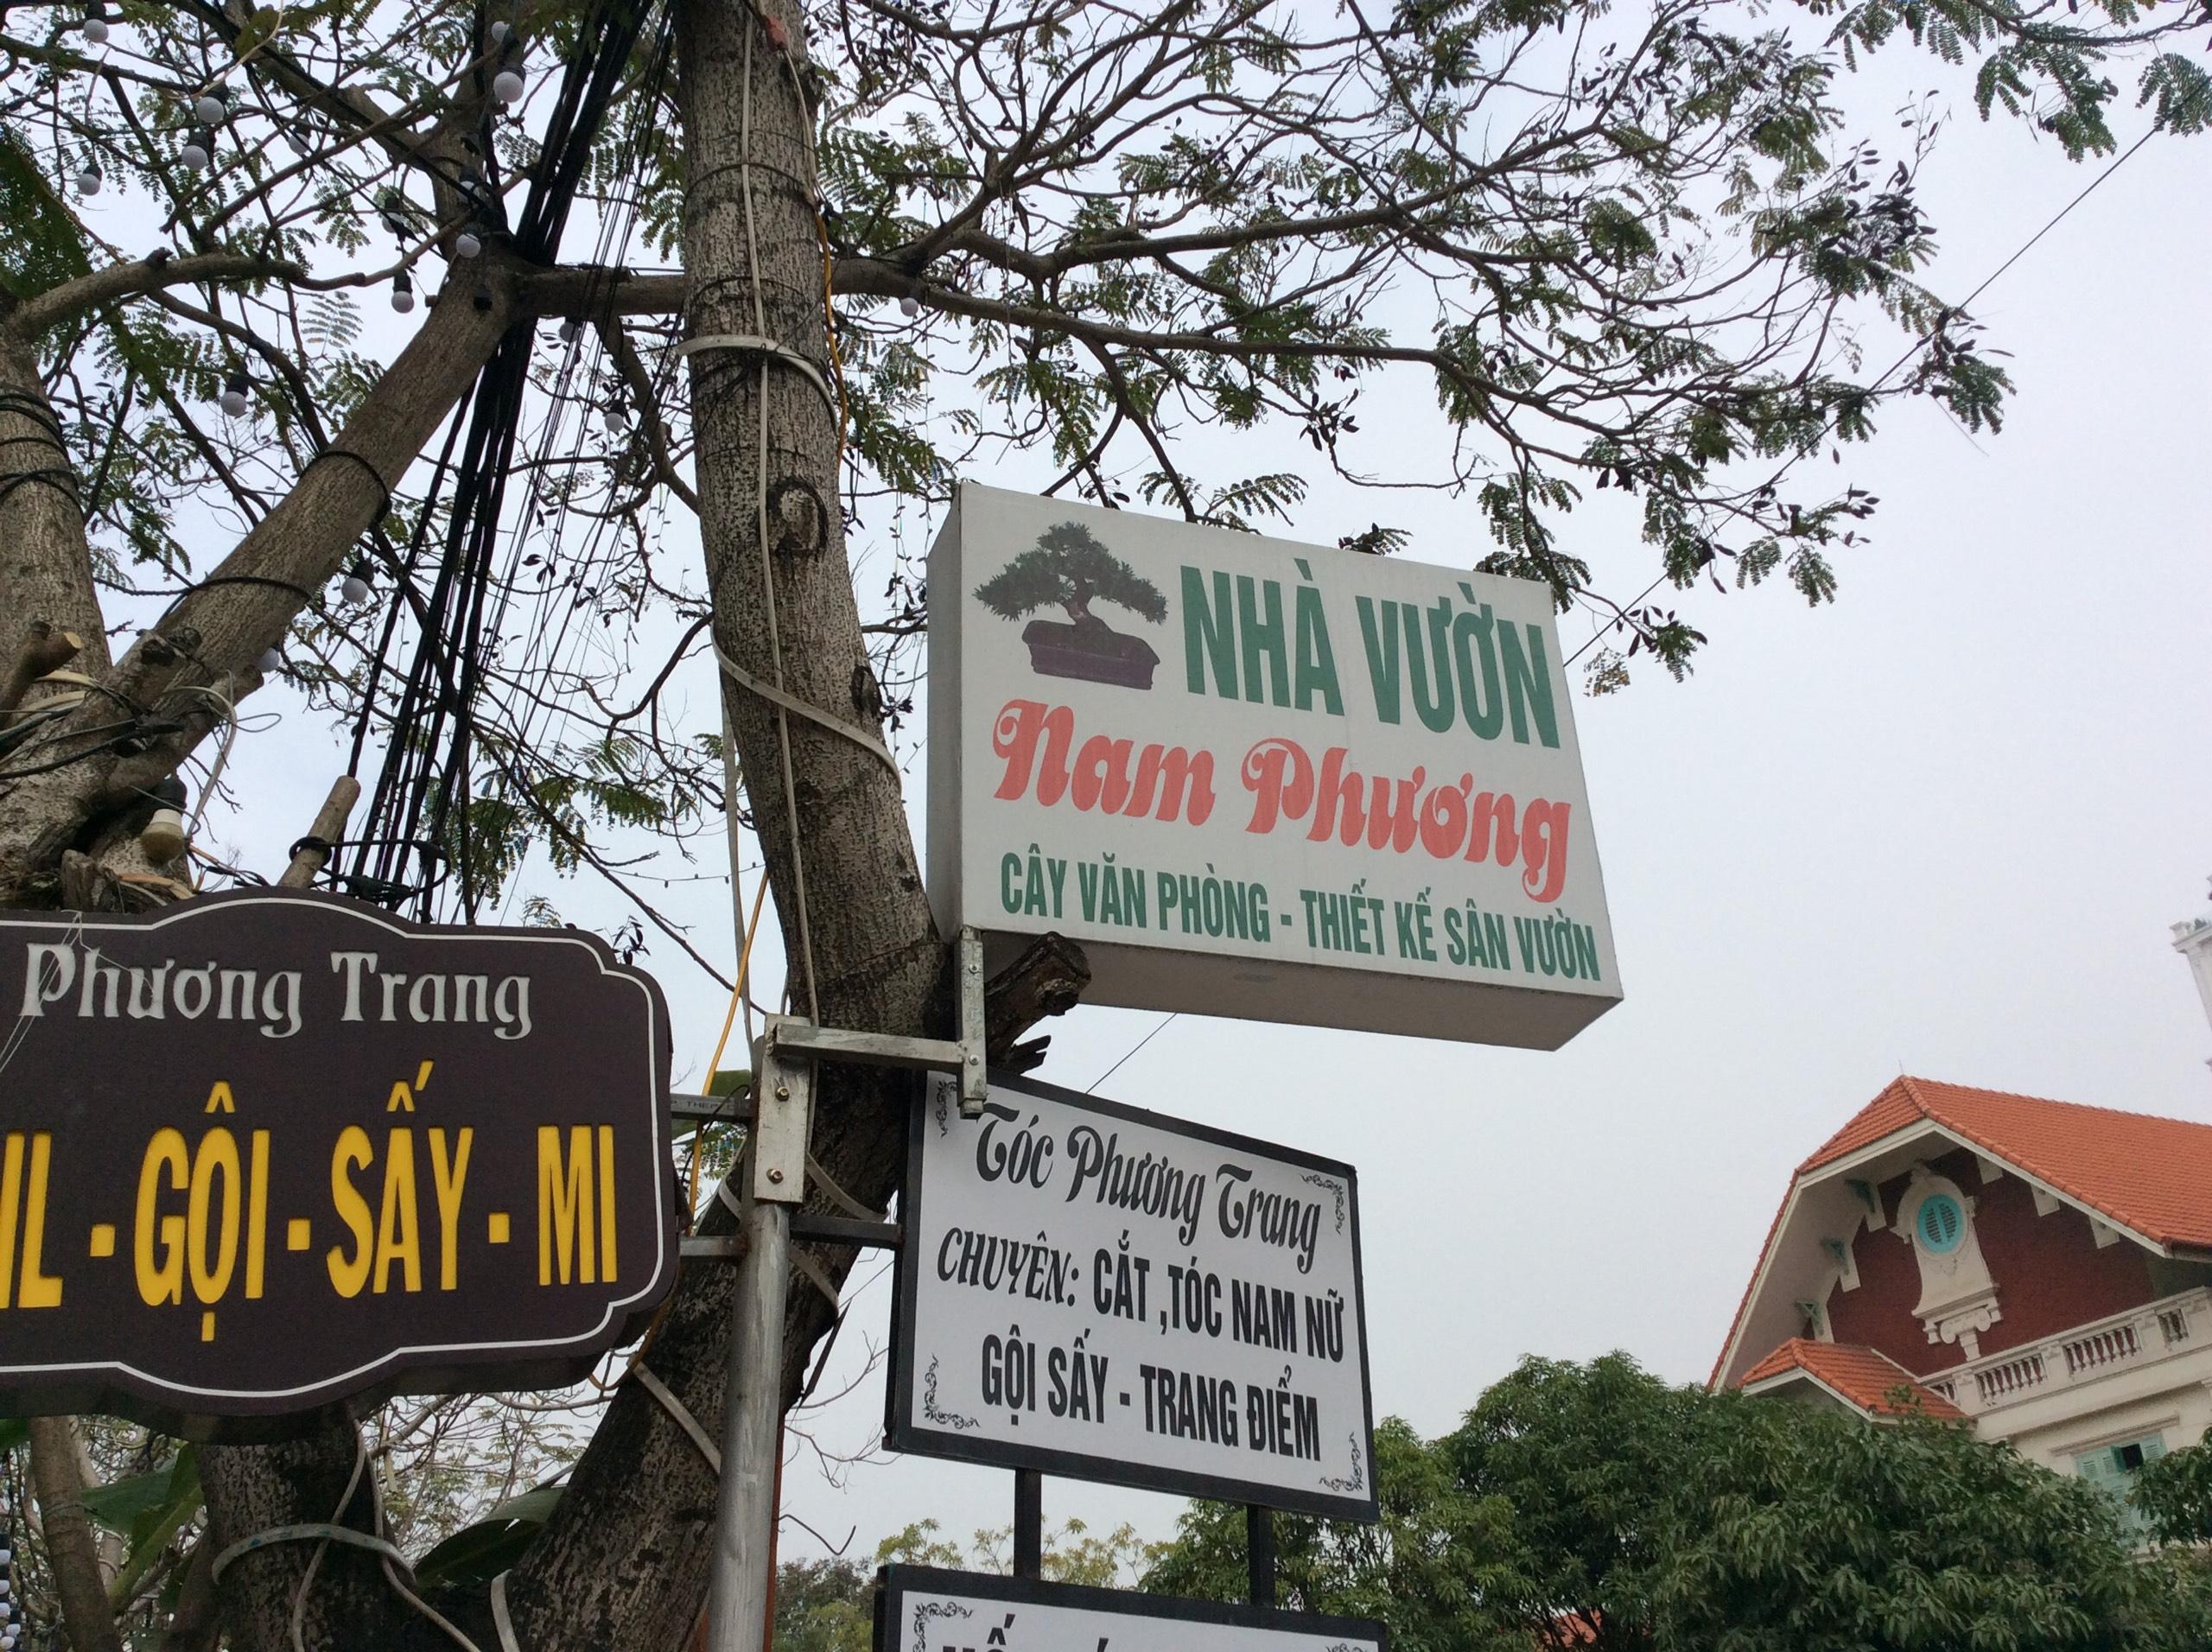 NHÀ VƯỜN
Nam Phương
CÂY VĂN PHÒNG - THIẾT KẾ SÂN VƯỜN
Phương Trang
IL - GỘI - SẤY - MI
Tóc Phương Trang
CHUYÊN: CẮT ,TÓC NAM NỮ
GỘI SẤY - TRANG ĐIỂM